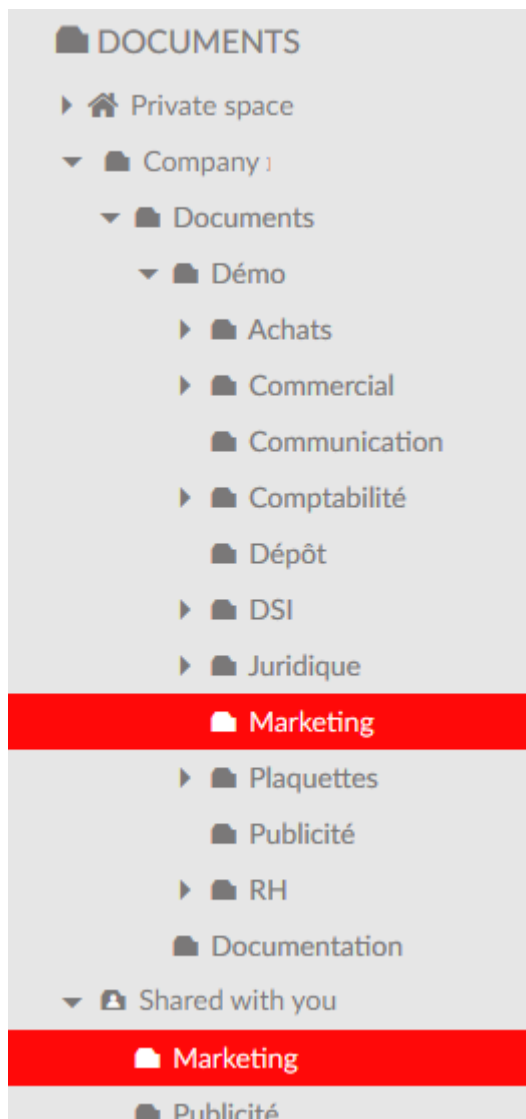 DOCUMENTS
Private space
Company
Documents
Démo
Achats
Commercial
Communication
Comptabilité
Dépôt
DSI
Juridique
Marketing
Plaquettes
Publicité
RH
Documentation
Shared with you
Marketing
Publicité